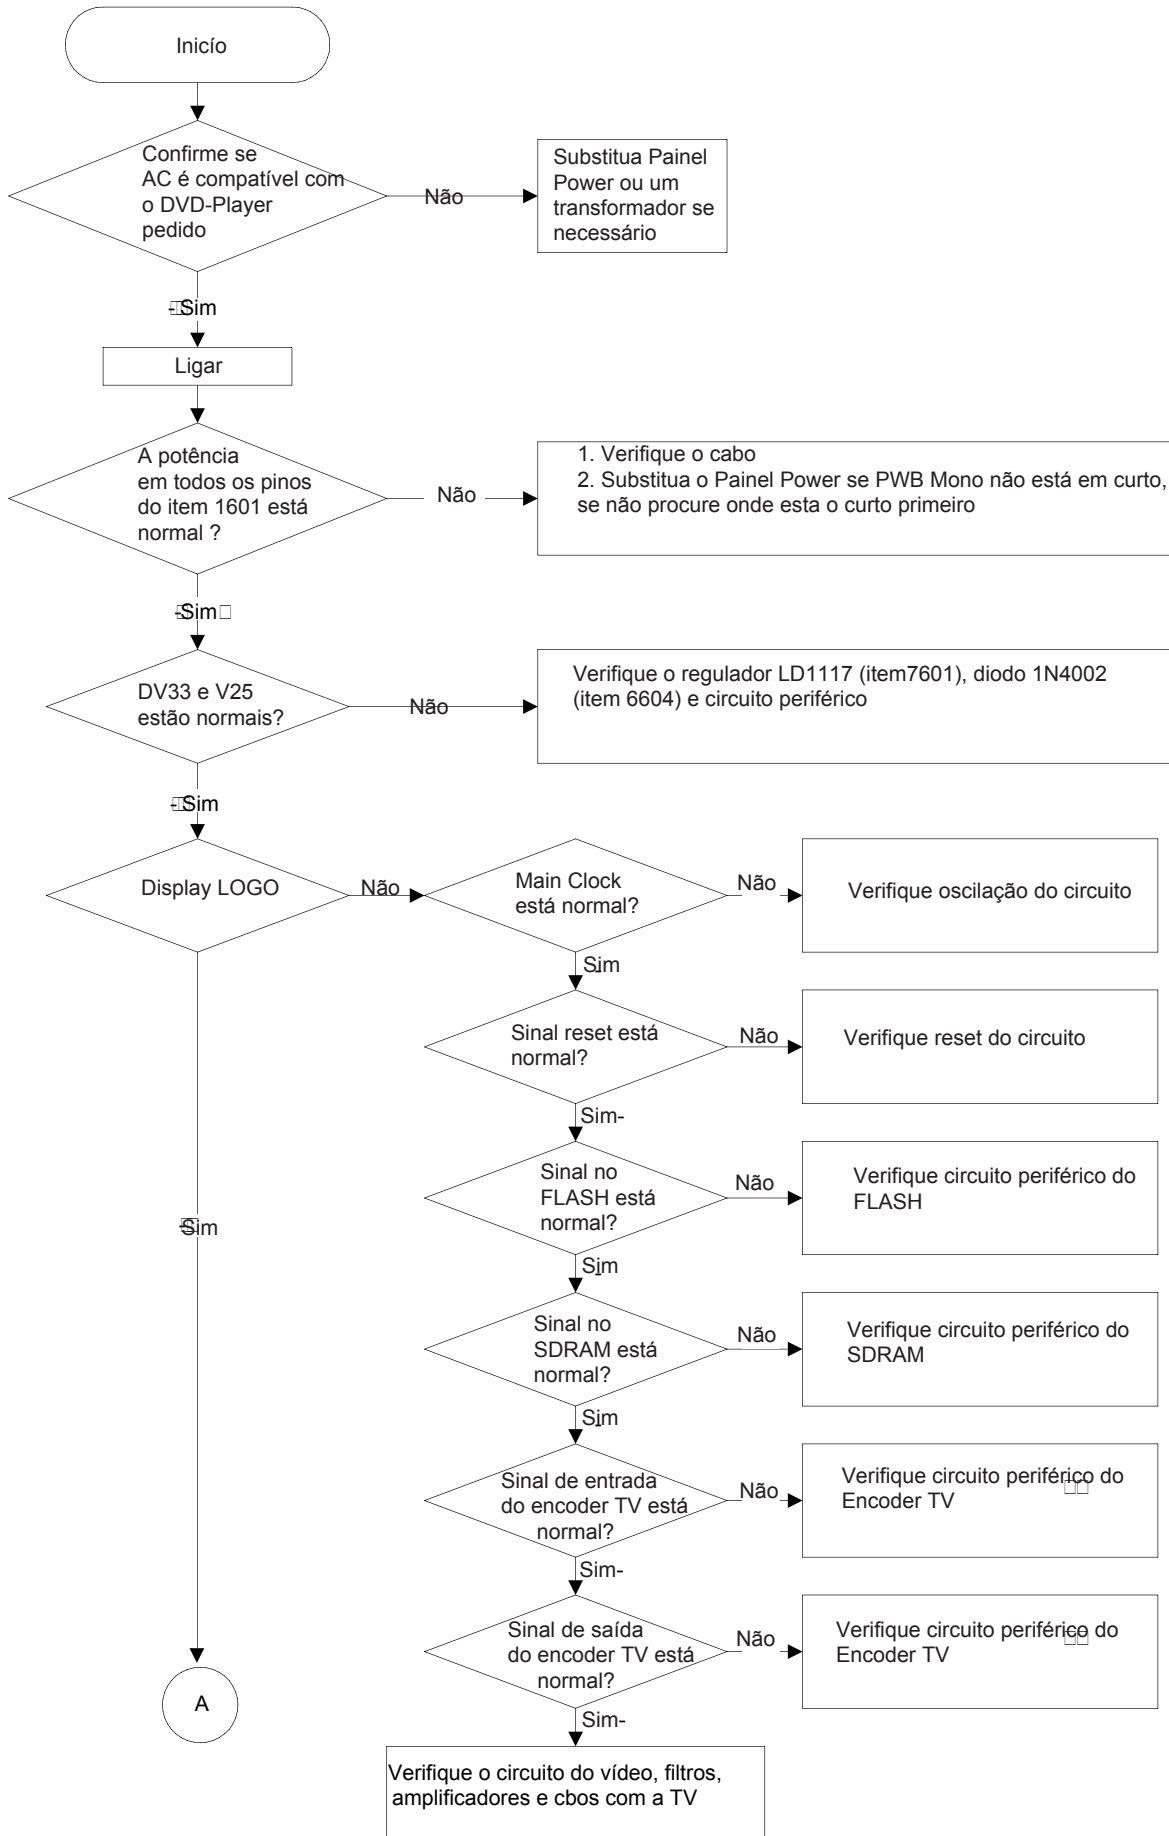 Inicío
Confirme se
AC é compatível com
o DVD-Player
pedido
Não
Substitua Painel
Power ou um
transformador se
necessário
-Sim
Ligar
A potência
em todos os pinos
do item 1601 está
normal ?
Não
1. Verifique o cabo
2. Substitua o Painel Power se PWB Mono não está em curto,
se não procure onde esta o curto primeiro
-Sim
DV33 e V25
estão normais?
Não
Verifique o regulador LD1117 (item7601), diodo 1N4002
(item 6604) e circuito periférico
-Sim
Display LOGO
Não
Main Clock
está normal?
Não
Verifique oscilação do circuito
Sim
Sinal reset está
normal?
Não
Verifique reset do circuito
Sim-
Sinal no
FLASH está
normal?
Não
Verifique circuito periférico do
FLASH
-Sim
Sim
Sinal no
SDRAM está
normal?
Não
Verifique circuito periférico do
SDRAM
Sim
Sinal de entrada
do encoder TV está
normal?
Não
Verifique circuito periférico do
Encoder TV
Sim-
Sinal de saída
do encoder TV está
normal?
Não
Verifique circuito periférico do
Encoder TV
A
Sim-
Verifique o circuito do vídeo, filtros,
amplificadores e cbos com a TV